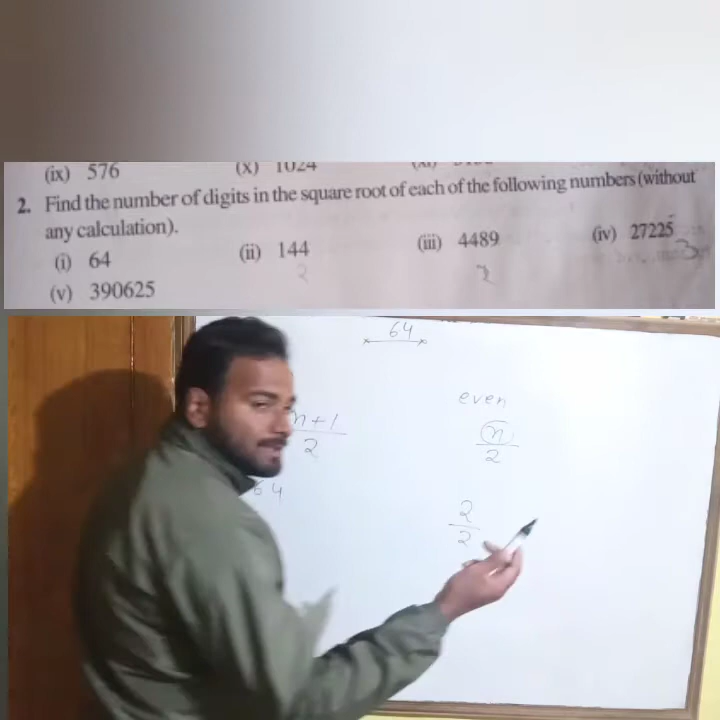 (ix) 576 (x) 1024
2. Find the number of digits in the square root of each of the following numbers (without
any calculation).
(i) 64 (ii) 144 (iii) 4489 (iv) 27225
2 2 3
(v) 390625
64
even
n+1 n
2 2
64
2
2